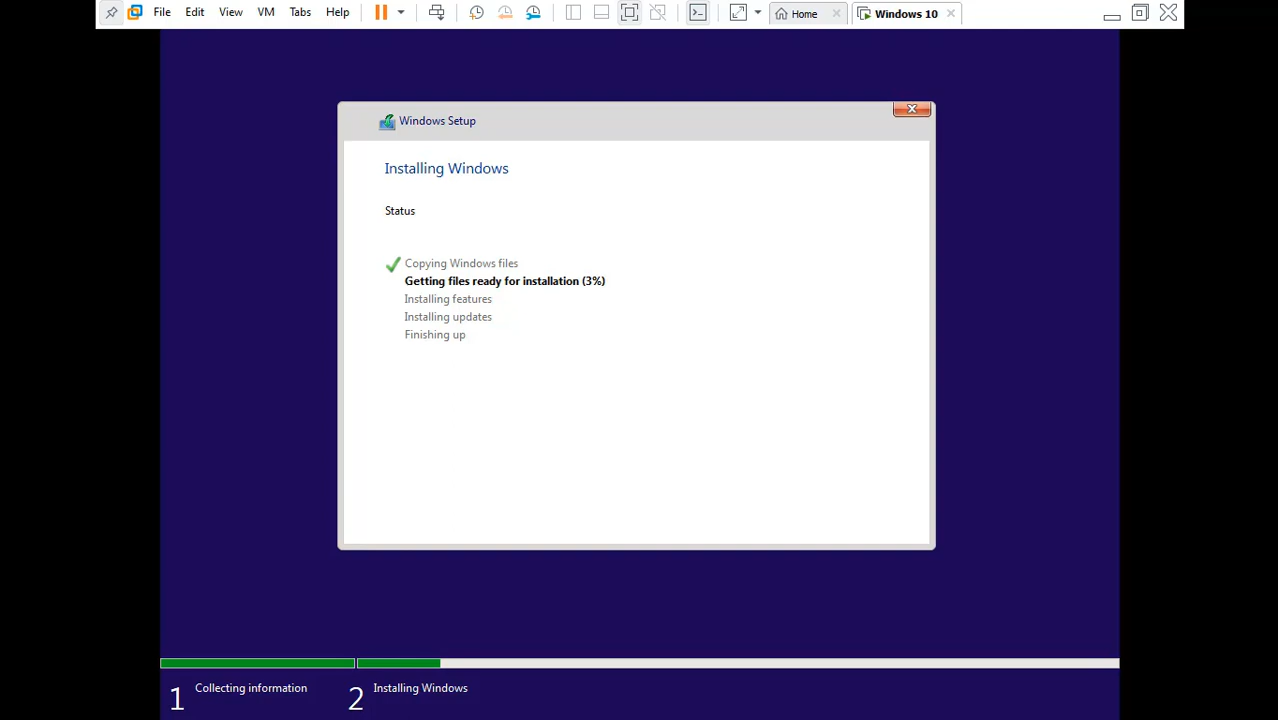 File Edit View VM Tabs Help Home Windows 10
Windows Setup
Installing Windows
Status
Copying Windows files
Getting files ready for installation (3%)
Installing features
Installing updates
Finishing up
1 Collecting information 2 Installing Windows